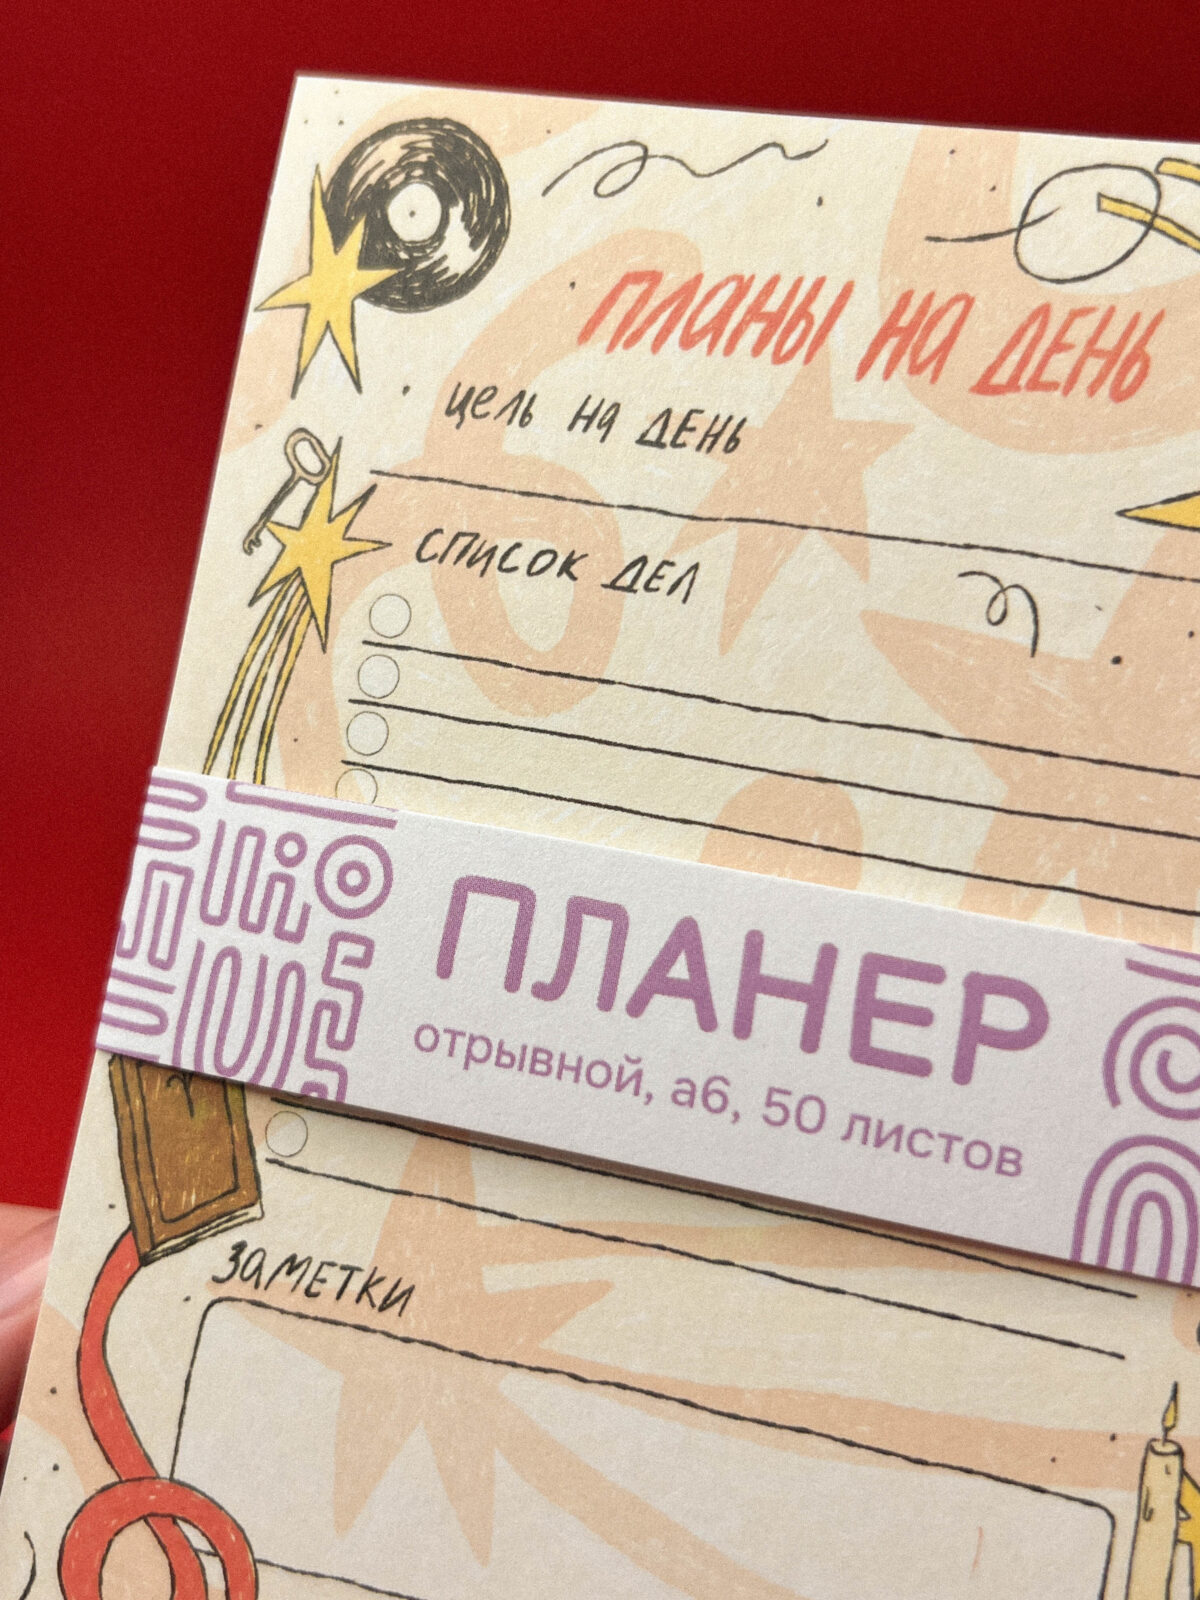 планы на день
цель на день
список дел
ПЛАНЕР
отрывной, а6, 50 листов
заметки